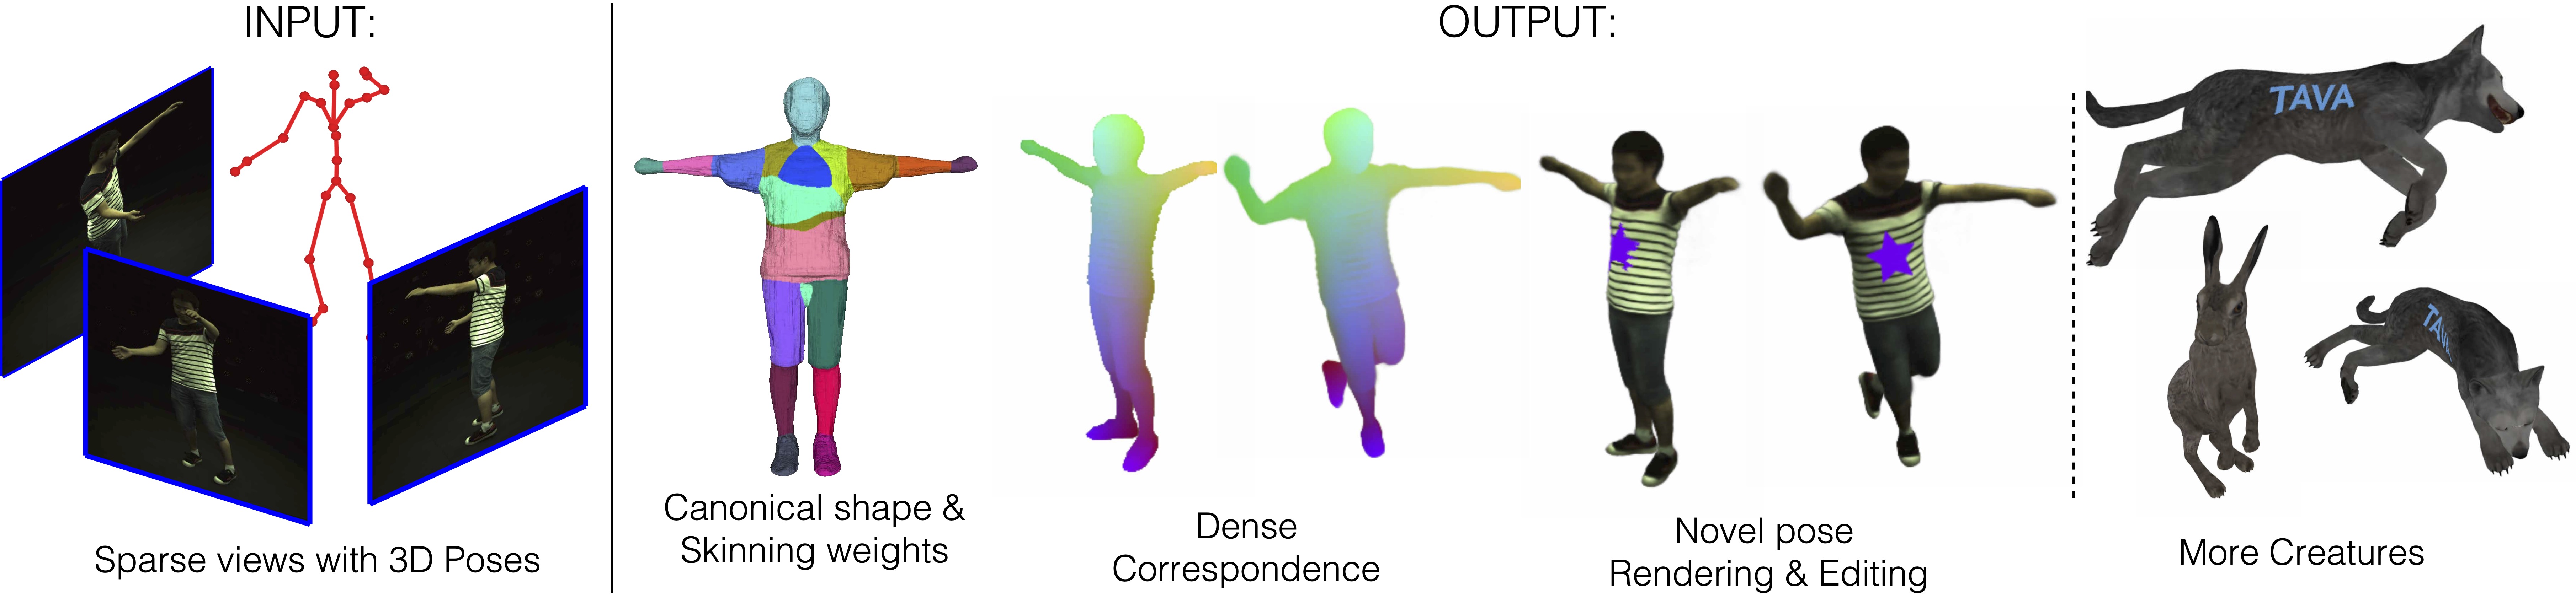 INPUT:
OUTPUT:
TAVA
TAVA
Sparse views with 3D Poses
Canonical shape &
Skinning weights
Dense
Correspondence
Novel pose
Rendering & Editing
More Creatures